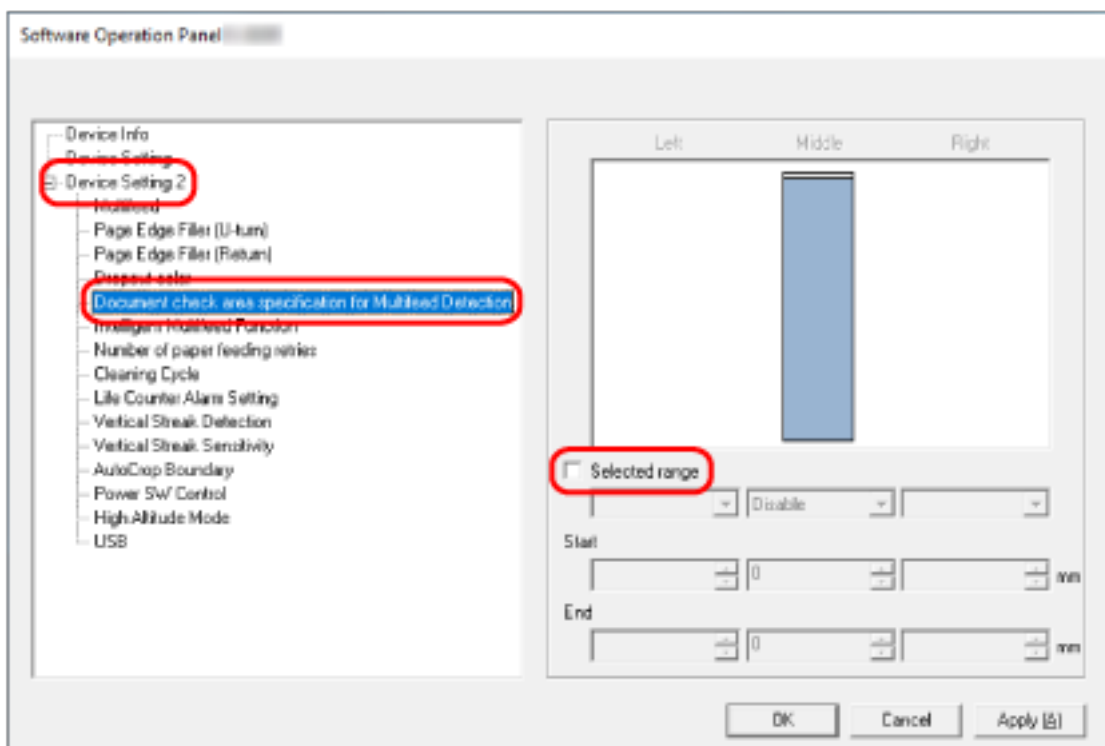 Software Operation Panel
Device Info
Device Setting
Device Setting 2
Multifeed
Page Edge Filler (U-turn)
Page Edge Filler (Return)
Dropout color
Document check area specification for Multifeed Detection
Intelligent Multifeed Function
Number of paper feeding retries
Cleaning Cycle
Life Counter Alarm Setting
Vertical Streak Detection
Vertical Streak Sensitivity
AutoCrop Boundary
Power SW Control
High Altitude Mode
USB
Left Middle Right
Selected range
Disable
Start
0 mm
End
0 mm
OK Cancel Apply (A)